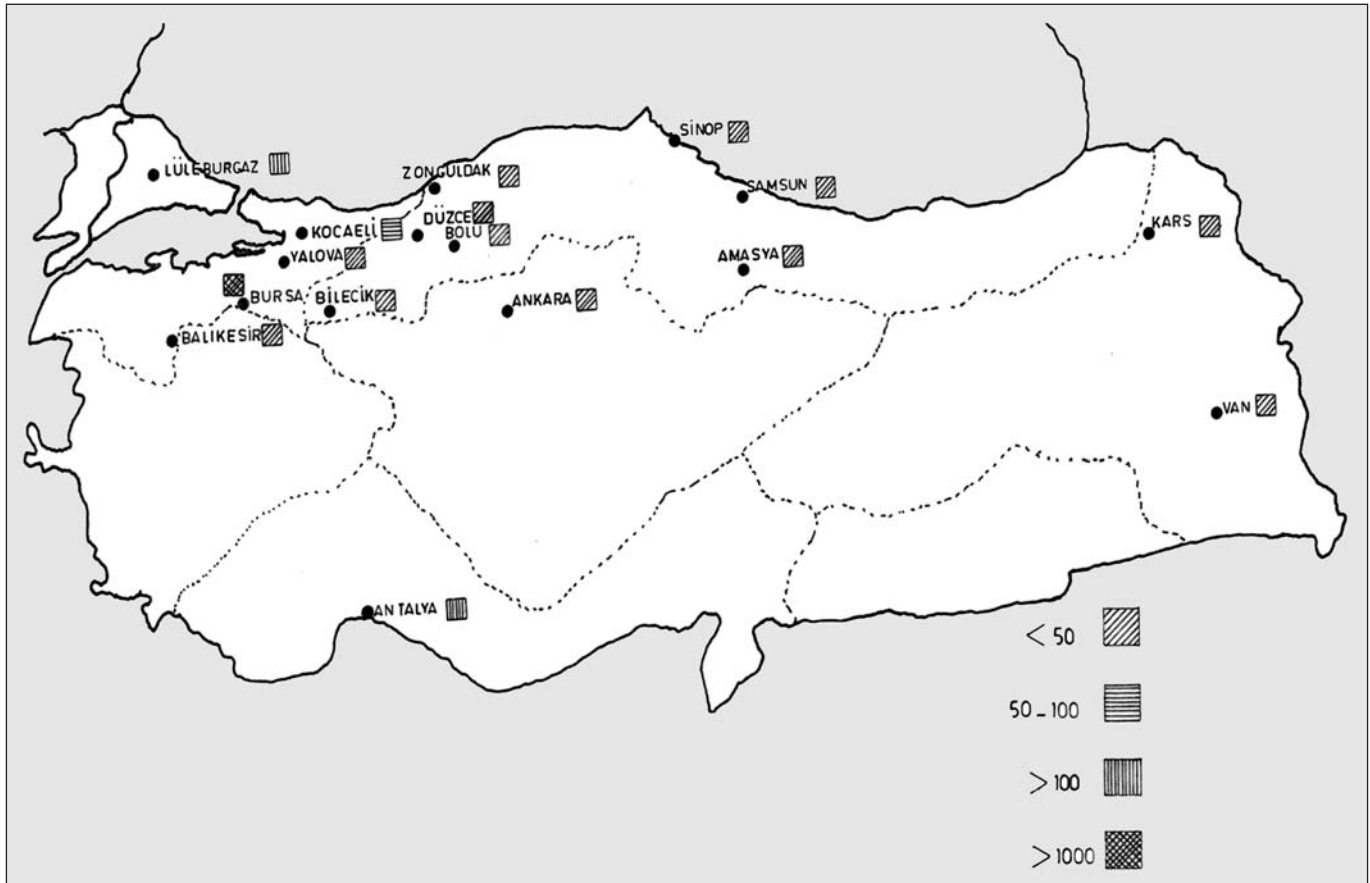 SİNOP
LÜLEBURGAZ
ZONGULDAK
SAMSUN
DÜZCE
KOCAELİ
BOLU
KARS
YALOVA
AMASYA
BURSA
BİLECİK
ANKARA
BALIKESİR
VAN
ANTALYA
< 50
50-100
>100
>1000